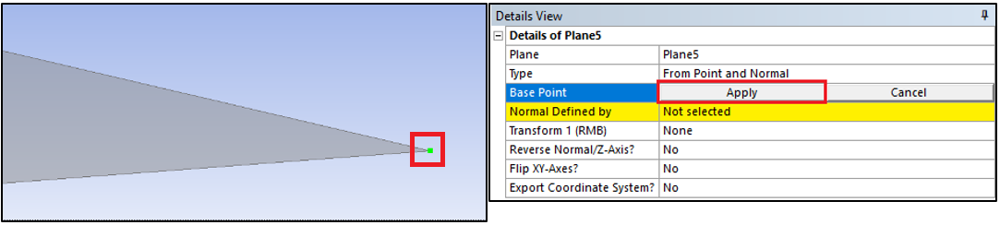 Details View
Details of Plane5
Plane Plane5
Type From Point and Normal
Base Point Apply Cancel
Normal Defined by Not selected
Transform 1 (RMB) None
Reverse Normal/Z-Axis? No
Flip XY-Axes? No
Export Coordinate System? No